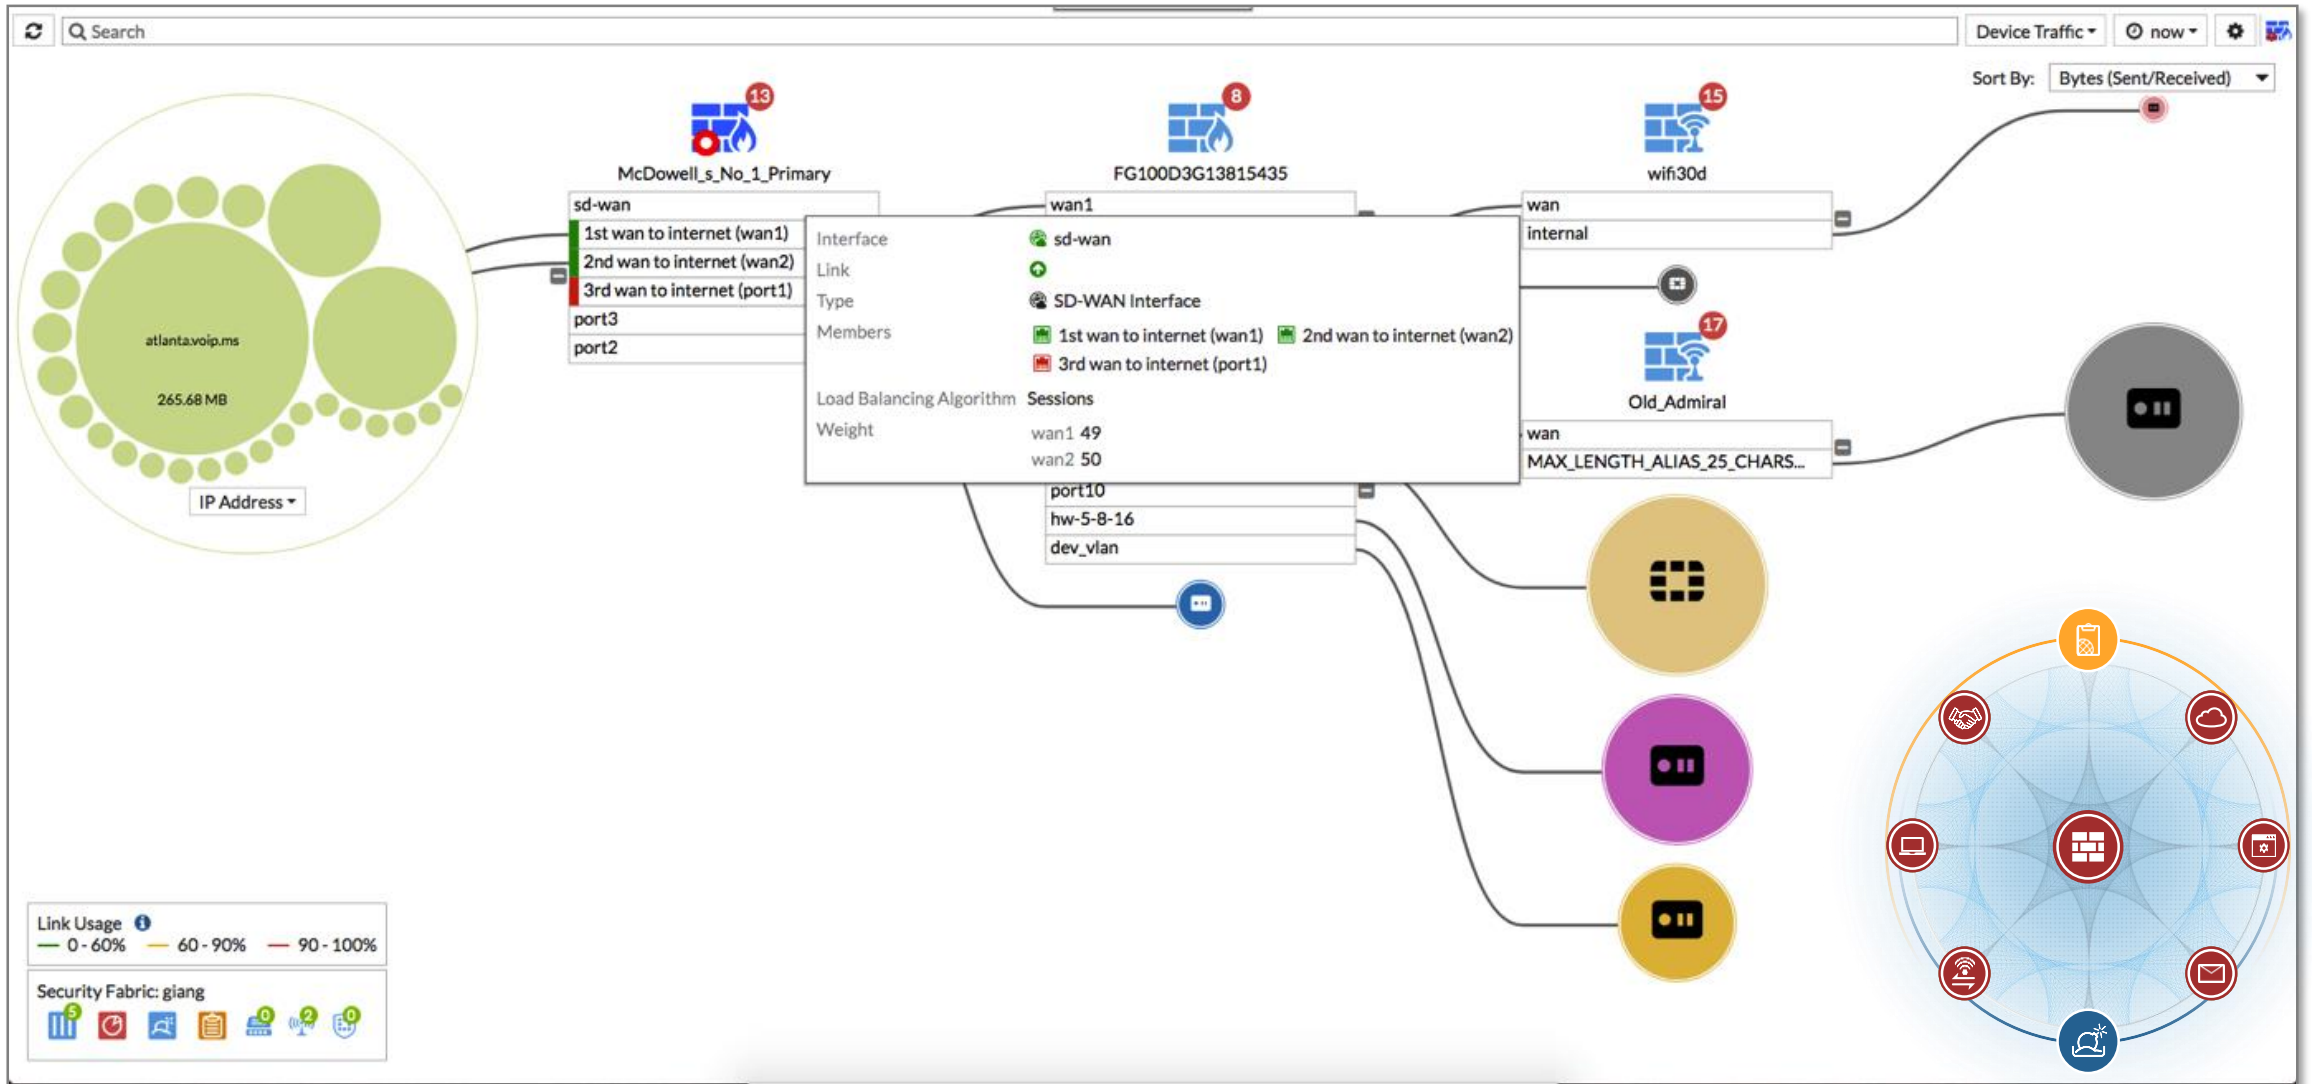 Search
Device Traffic
now
Sort By:
Bytes (Sent/Received)
13
8
15
McDowell_s_No_1_Primary
FG100D3G13815435
wifi30d
sd-wan
wan1
wan
1st wan to internet (wan1)
internal
2nd wan to internet (wan2)
3rd wan to internet (port1)
port3
port2
Interface
sd-wan
Link
Type
SD-WAN Interface
Members
1st wan to internet (wan1)
2nd wan to internet (wan2)
3rd wan to internet (port1)
Load Balancing Algorithm
Sessions
Weight
wan1 49
wan2 50
17
Old_Admiral
wan
MAX_LENGTH_ALIAS_25_CHARS...
atlanta.voip.ms
265.68 MB
IP Address
port10
hw-5-8-16
dev_vlan
Link Usage
0 - 60%
60 - 90%
90 - 100%
Security Fabric: giang
5
0
2
0